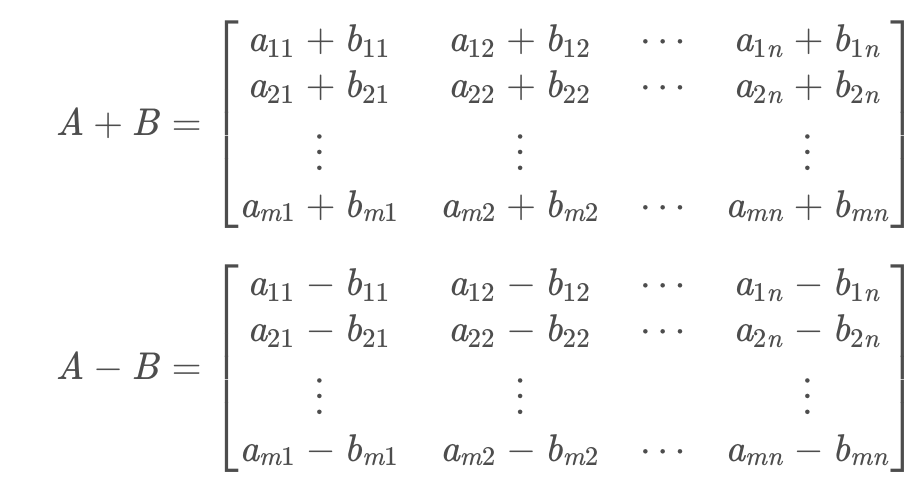 A + B = [ a₁₁ + b₁₁ a₁₂ + b₁₂ ⋯ a₁ₙ + b₁ₙ
a₂₁ + b₂₁ a₂₂ + b₂₂ ⋯ a₂ₙ + b₂ₙ
⋮ ⋮ ⋮
aₘ₁ + bₘ₁ aₘ₂ + bₘ₂ ⋯ aₘₙ + bₘₙ ]
A − B = [ a₁₁ − b₁₁ a₁₂ − b₁₂ ⋯ a₁ₙ − b₁ₙ
a₂₁ − b₂₁ a₂₂ − b₂₂ ⋯ a₂ₙ − b₂ₙ
⋮ ⋮ ⋮
aₘ₁ − bₘ₁ aₘ₂ − bₘ₂ ⋯ aₘₙ − bₘₙ ]